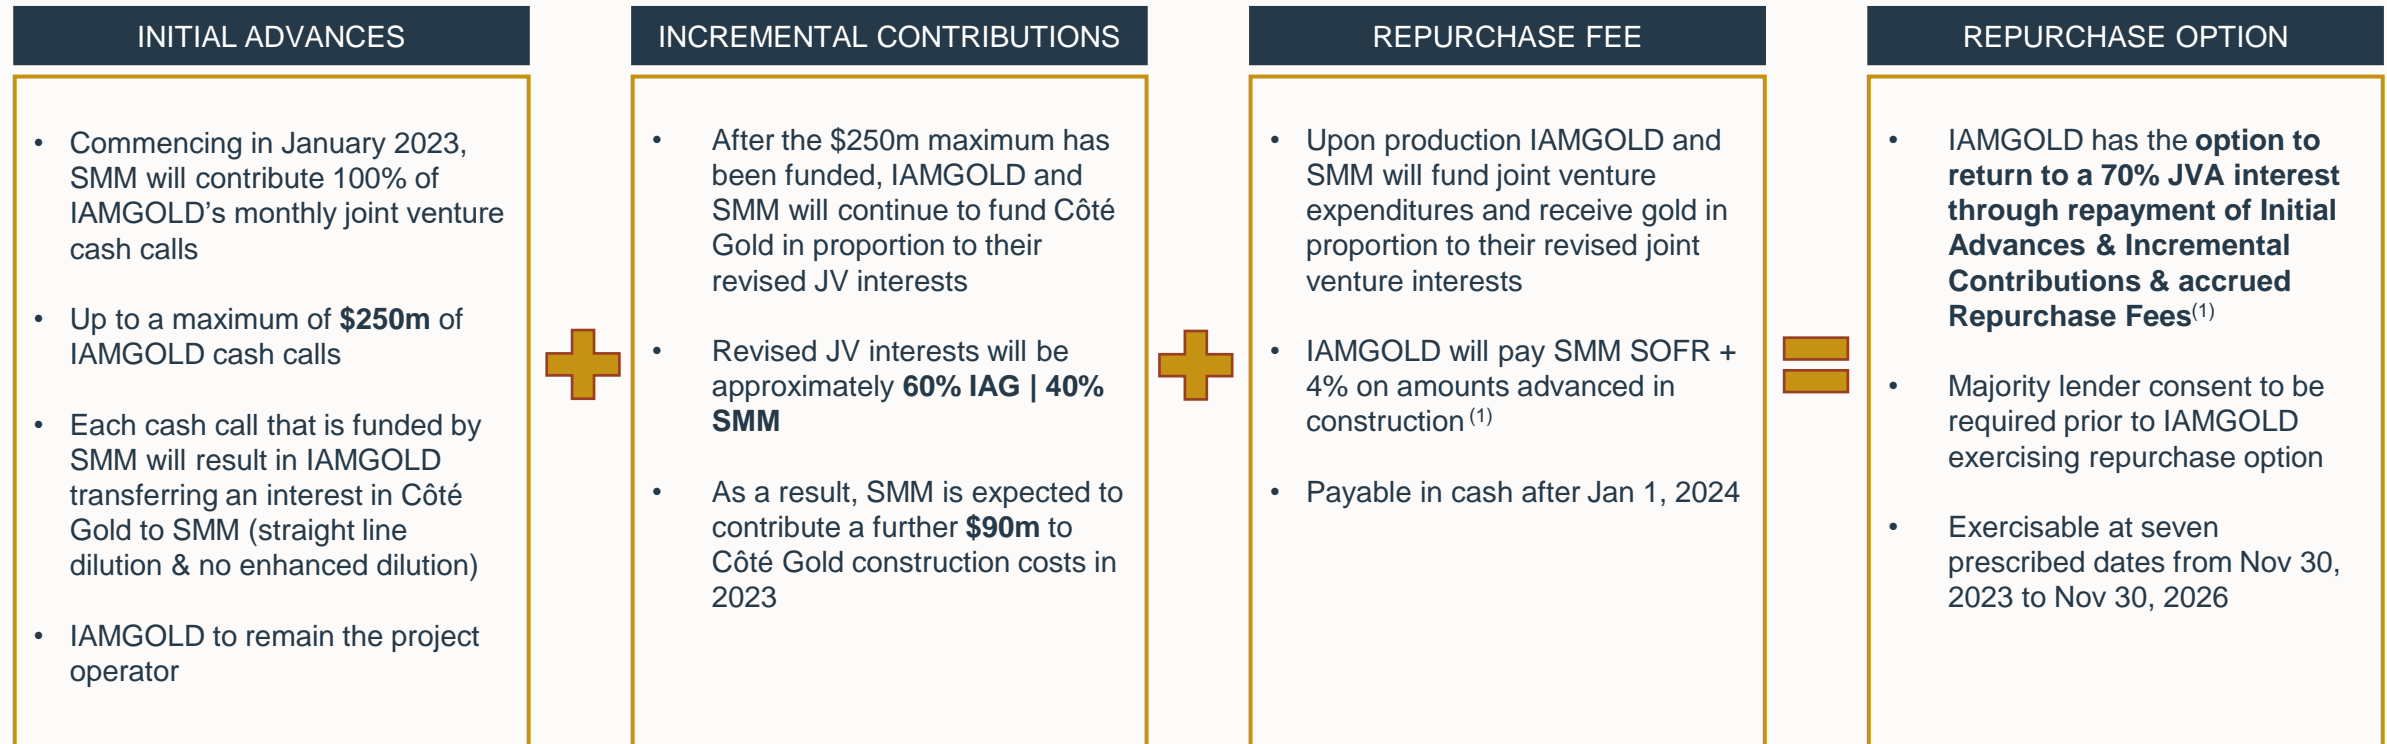 INITIAL ADVANCES
• Commencing in January 2023,
SMM will contribute 100% of
IAMGOLD's monthly joint venture
cash calls
• Up to a maximum of $250m of
IAMGOLD cash calls
• Each cash call that is funded by
SMM will result in IAMGOLD
transferring an interest in Côté
Gold to SMM (straight line
dilution & no enhanced dilution)
• IAMGOLD to remain the project
operator
INCREMENTAL CONTRIBUTIONS
• After the $250m maximum has
been funded, IAMGOLD and
SMM will continue to fund Côté
Gold in proportion to their
revised JV interests
• Revised JV interests will be
approximately 60% IAG | 40%
SMM
• As a result, SMM is expected to
contribute a further $90m to
Côté Gold construction costs in
2023
REPURCHASE FEE
• Upon production IAMGOLD and
SMM will fund joint venture
expenditures and receive gold in
proportion to their revised joint
venture interests
• IAMGOLD will pay SMM SOFR +
4% on amounts advanced in
construction (1)
• Payable in cash after Jan 1, 2024
REPURCHASE OPTION
• IAMGOLD has the option to
return to a 70% JVA interest
through repayment of Initial
Advances & Incremental
Contributions & accrued
Repurchase Fees(1)
• Majority lender consent to be
required prior to IAMGOLD
exercising repurchase option
• Exercisable at seven
prescribed dates from Nov 30,
2023 to Nov 30, 2026